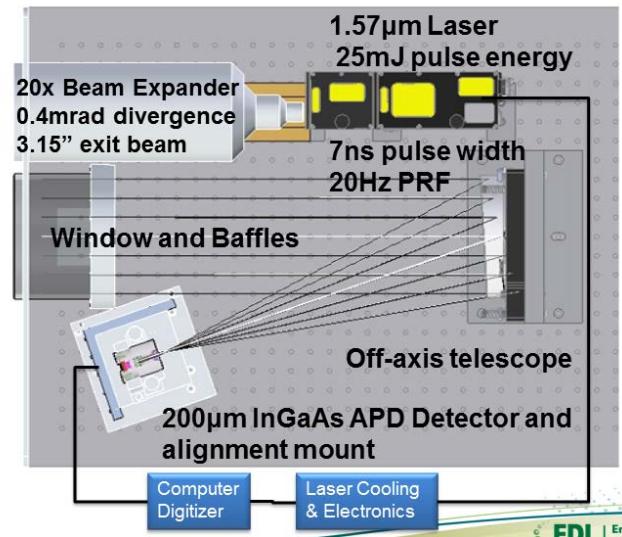 1.57µm Laser
25mJ pulse energy
20x Beam Expander
0.4mrad divergence
3.15” exit beam
7ns pulse width
20Hz PRF
Window and Baffles
Off-axis telescope
200µm InGaAs APD Detector and
alignment mount
Computer
Digitizer
Laser Cooling
& Electronics